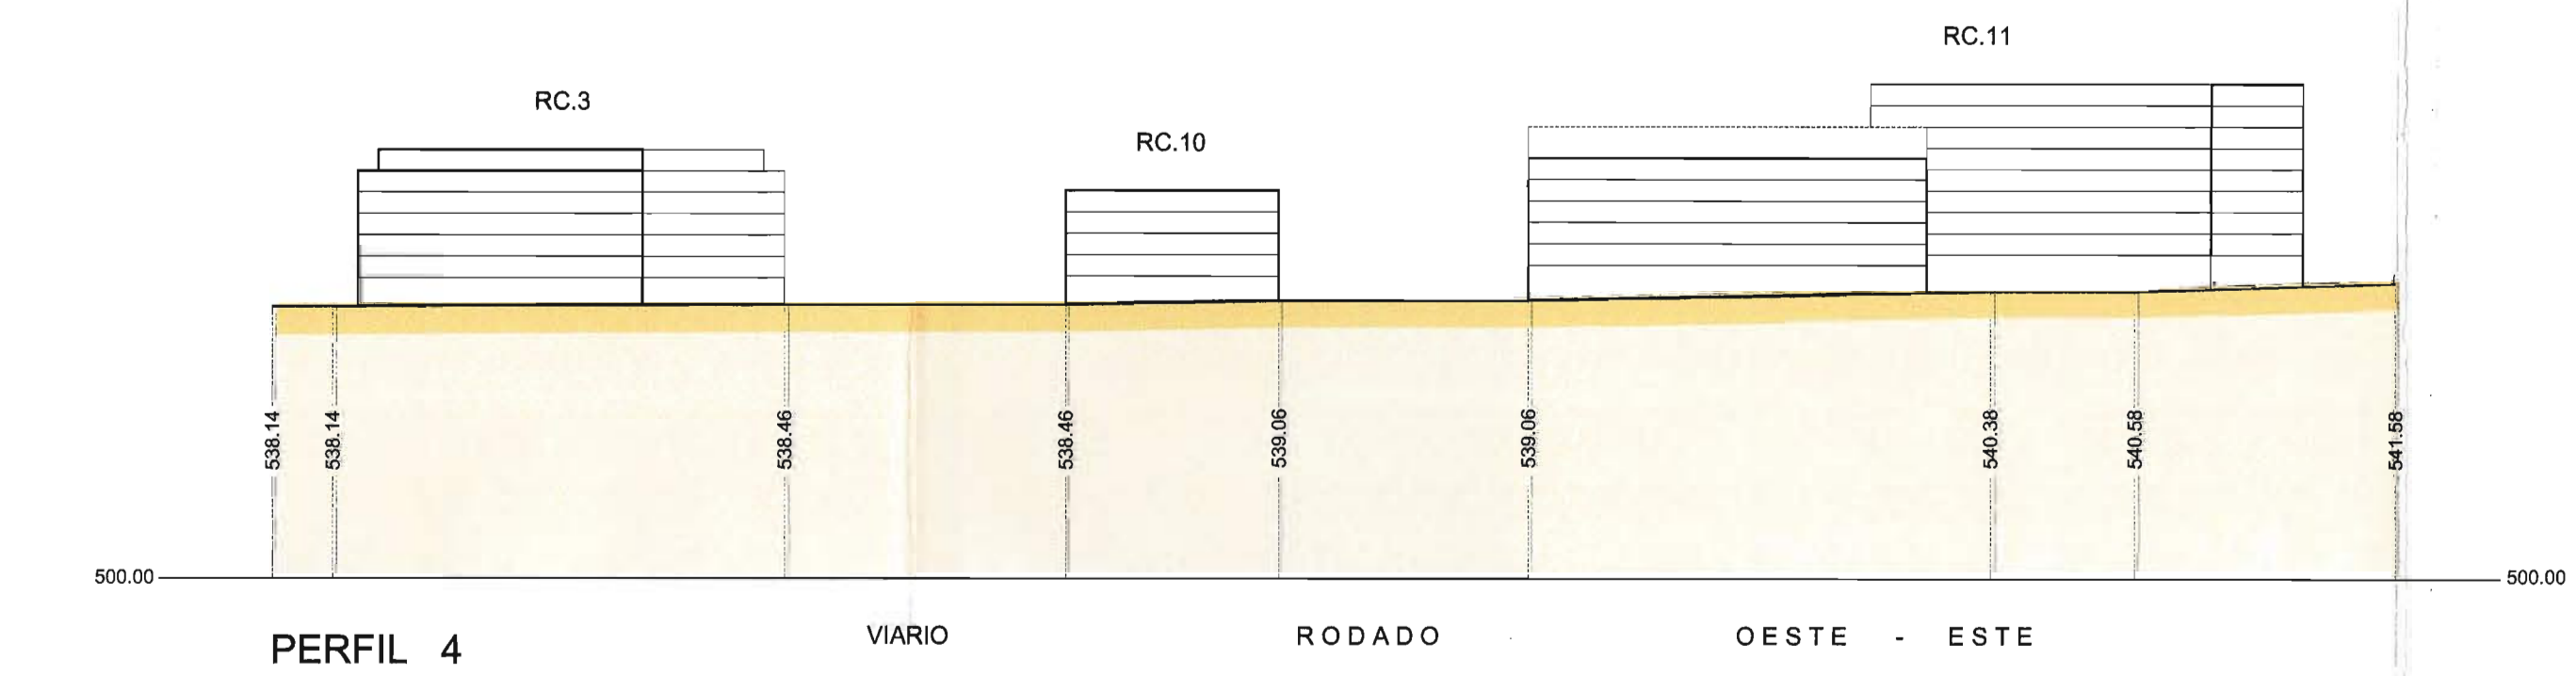 RC.11
RC.3
RC.10
538.14
538.14
538.46
538.46
539.06
539.06
540.38
540.58
541.58
500.00
500.00
PERFIL 4
VIARIO RODADO OESTE - ESTE